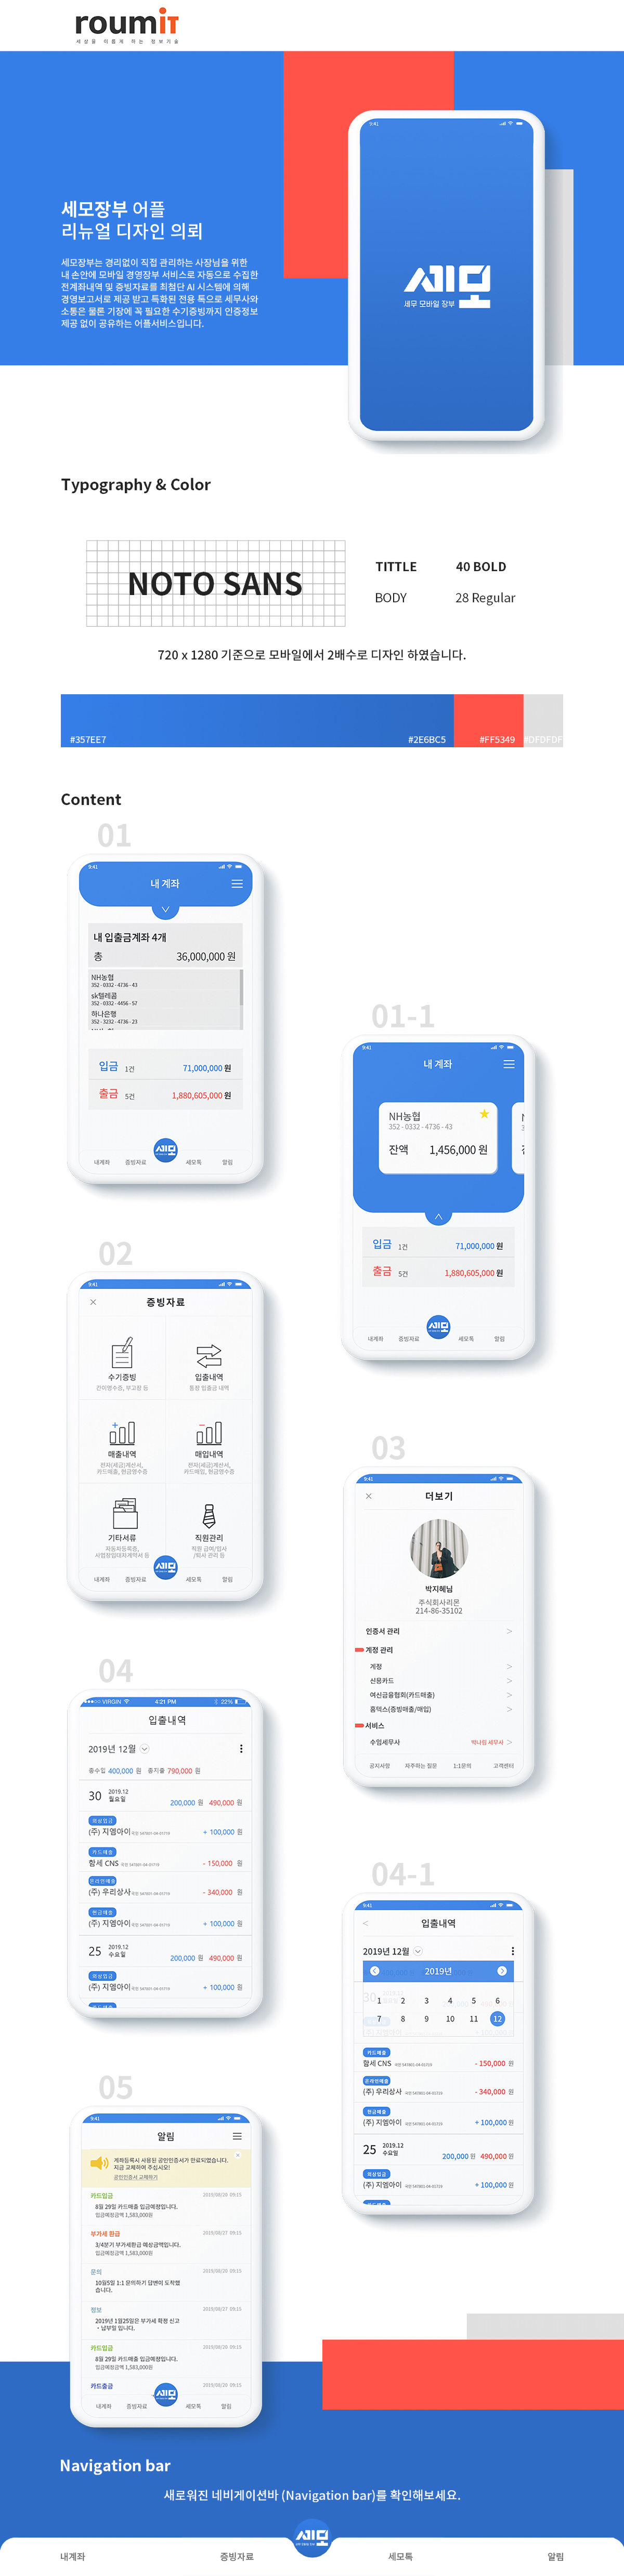 roumit
세상을 이롭게 하는 정보기술
9:41
세모장부 어플
리뉴얼 디자인 의뢰
세모장부는 경리없이 직접 관리하는 사장님을 위한
내 손안에 모바일 경영장부 서비스로 자동으로 수집한
전계좌내역 및 증빙자료를 최첨단 AI 시스템에 의해
경영보고서로 제공 받고 특화된 전용 톡으로 세무사와
소통은 물론 기장에 꼭 필요한 수기증빙까지 인증정보
제공 없이 공유하는 어플서비스입니다.
세모
세무 모바일 장부
Typography & Color
NOTO SANS
TITTLE 40 BOLD
BODY 28 Regular
720 x 1280 기준으로 모바일에서 2배수로 디자인 하였습니다.
#357EE7 #2E6BC5 #FF5349 #DFDFDF
Content
01
9:41
내 계좌
내 입출금계좌 4개
총 36,000,000 원
NH농협
352 - 0332 - 4736 - 43
sk텔레콤
352 - 0332 - 4456 - 57
하나은행
352 - 3232 - 4736 - 23
입금 1건 71,000,000 원
출금 5건 1,880,605,000 원
세모
내계좌 증빙자료 세모톡 알림
01-1
9:41
내 계좌
NH농협
352 - 0332 - 4736 - 43
잔액 1,456,000 원
입금 1건 71,000,000 원
출금 5건 1,880,605,000 원
세모
내계좌 증빙자료 세모톡 알림
02
9:41
증빙자료
수기증빙 입출내역
간이영수증, 부고장 등 통장 입출금 내역
매출내역 매입내역
전자(세금)계산서, 전자(세금)계산서,
카드매출, 현금영수증 카드매입, 현금영수증
기타서류 직원관리
자동차등록증, 직원 급여/입사
사업장임대차계약서 등 /퇴사 관리 등
세모
내계좌 증빙자료 세모톡 알림
03
9:41
더보기
박지혜님
주식회사리몬
214-86-35102
인증서 관리
계정 관리
계정
신용카드
여신금융협회(카드매출)
홈텍스(증빙매출/매입)
서비스
수임세무사 박나림 세무사
공지사항 자주하는 질문 1:1문의 고객센터
04
VIRGIN 4:21 PM 22%
입출내역
2019년 12월
총수입 400,000 원 총지출 790,000 원
30 2019.12
월요일 200,000 원 490,000 원
외상입금
(주) 지엠아이 + 100,000 원
카드매출
함세 CNS - 150,000 원
온라인매출
(주) 우리상사 - 340,000 원
현금매출
(주) 지엠아이 + 100,000 원
25 2019.12
수요일 200,000 원 490,000 원
외상입금
(주) 지엠아이 + 100,000 원
04-1
9:41
입출내역
2019년 12월
2019년
1 2 3 4 5 6
7 8 9 10 11 12
카드매출
함세 CNS - 150,000 원
온라인매출
(주) 우리상사 - 340,000 원
현금매출
(주) 지엠아이 + 100,000 원
25 2019.12
수요일 200,000 원 490,000 원
외상입금
(주) 지엠아이 + 100,000 원
05
9:41
알림
계좌등록시 사용된 공인인증서가 만료되었습니다.
지금 교체하여 주십시오!
공인인증서 교체하기
카드입금 2019/08/20 09:15
8월 29일 카드매출 입금예정입니다.
입금예정금액 1,583,000원
부가세 환급 2019/08/27 09:15
3/4분기 부가세환급 예상금액입니다.
입금예정금액 1,583,000원
문의 2019/08/20 09:15
10월5일 1:1 문의하기 답변이 도착했
습니다.
정보 2019/08/27 09:15
2019년 1월25일은 부가세 확정 신고
• 납부일 입니다.
카드입금 2019/08/20 09:15
8월 29일 카드매출 입금예정입니다.
입금예정금액 1,583,000원
카드출금 2019/08/20 09:15
세모
내계좌 증빙자료 세모톡 알림
Navigation bar
새로워진 네비게이션바 (Navigation bar)를 확인해보세요.
세모
내계좌 증빙자료 세모톡 알림